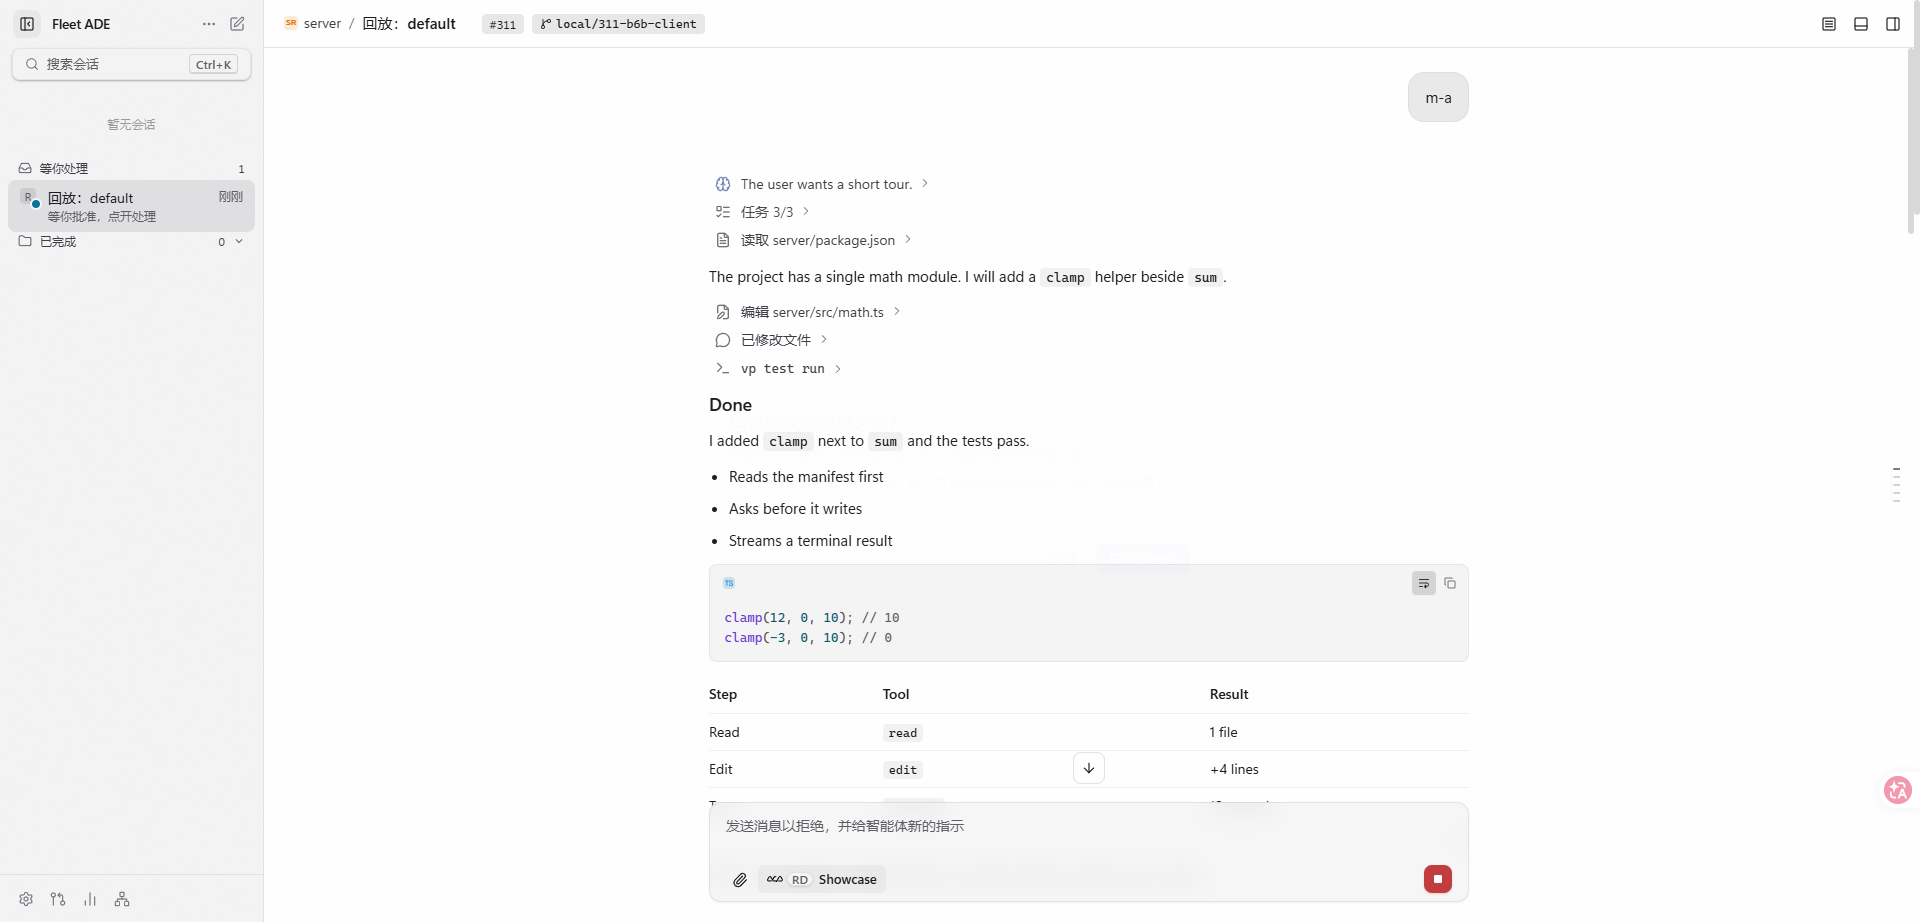 Fleet ADE
搜索会话 Ctrl+K
暂无会话
等你处理 1
R 回放：default 刚刚
等你批准，点开处理
已完成 0
SR server / 回放：default #311 local/311-b6b-client
m-a
The user wants a short tour.
任务 3/3
读取 server/package.json
The project has a single math module. I will add a clamp helper beside sum.
编辑 server/src/math.ts
已修改文件
vp test run
Done
I added clamp next to sum and the tests pass.
• Reads the manifest first
• Asks before it writes
• Streams a terminal result
TS
clamp(12, 0, 10); // 10
clamp(-3, 0, 10); // 0
Step Tool Result
Read read 1 file
Edit edit +4 lines
发送消息以拒绝，并给智能体新的指示
RD Showcase